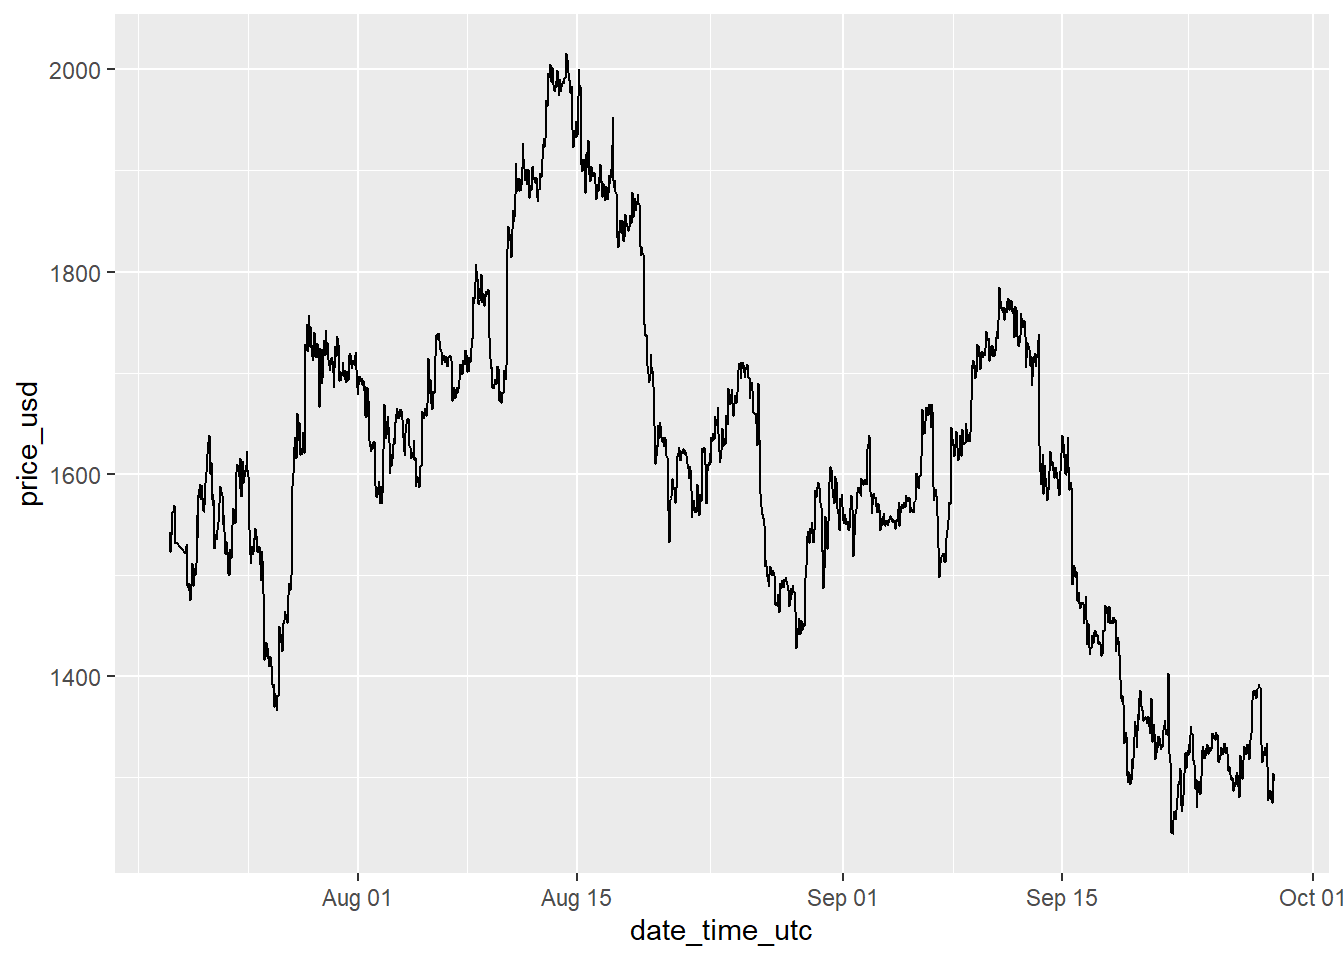 2000
1800
1600
1400
price_usd
Aug 01
Aug 15
Sep 01
Sep 15
Oct 01
date_time_utc